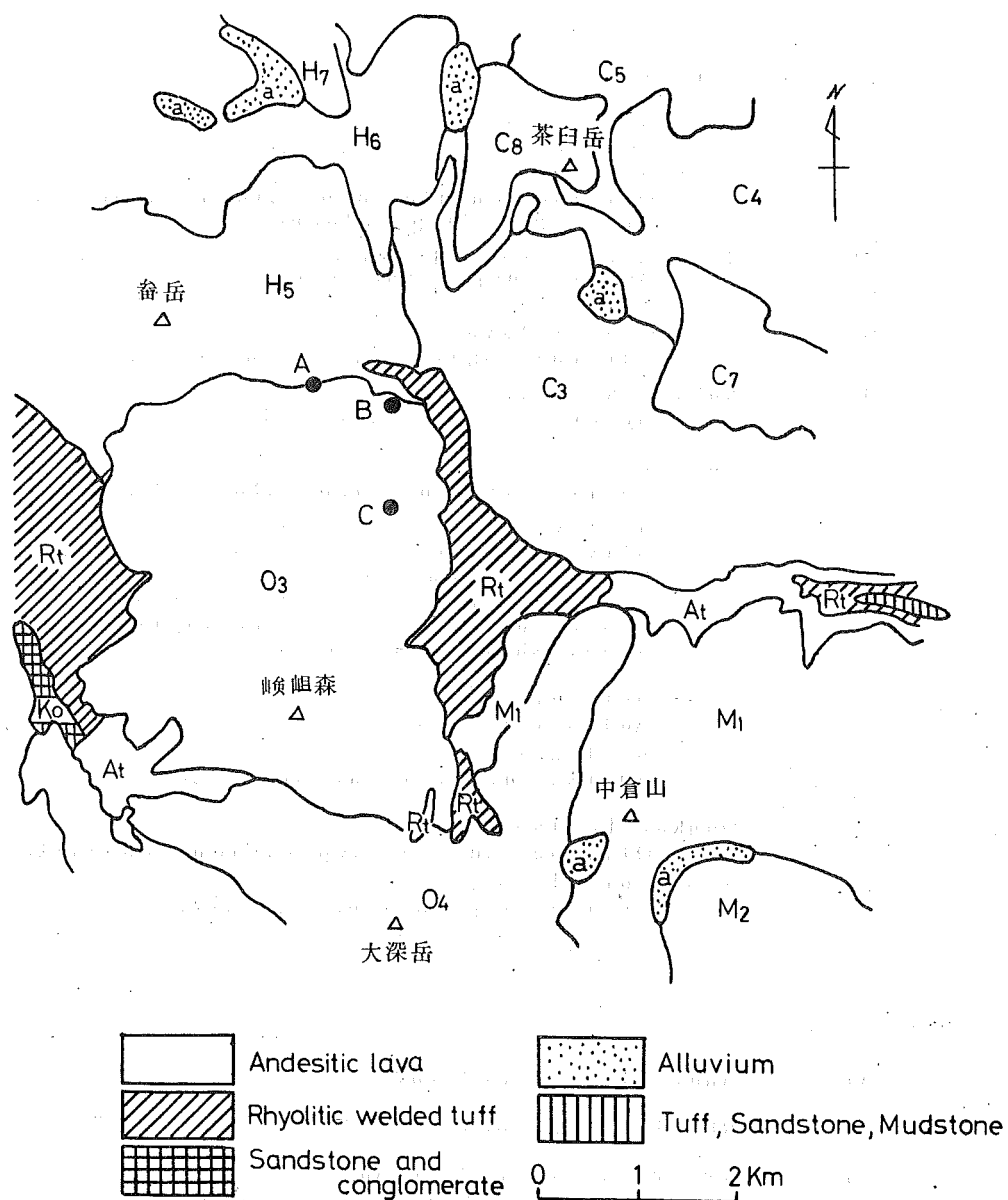 H7
a
a
a
C5
N
H6
C8
茶臼岳
C4
H5
畚岳
a
A
B
C3
C7
C
Rt
O3
Rt
At
Rt
嶮岨森
Ko
M1
M1
At
中倉山
Rt
Rt
a
a
O4
M2
大深岳
Andesitic lava
Alluvium
Rhyolitic welded tuff
Tuff, Sandstone, Mudstone
Sandstone and
conglomerate
0 1 2 Km